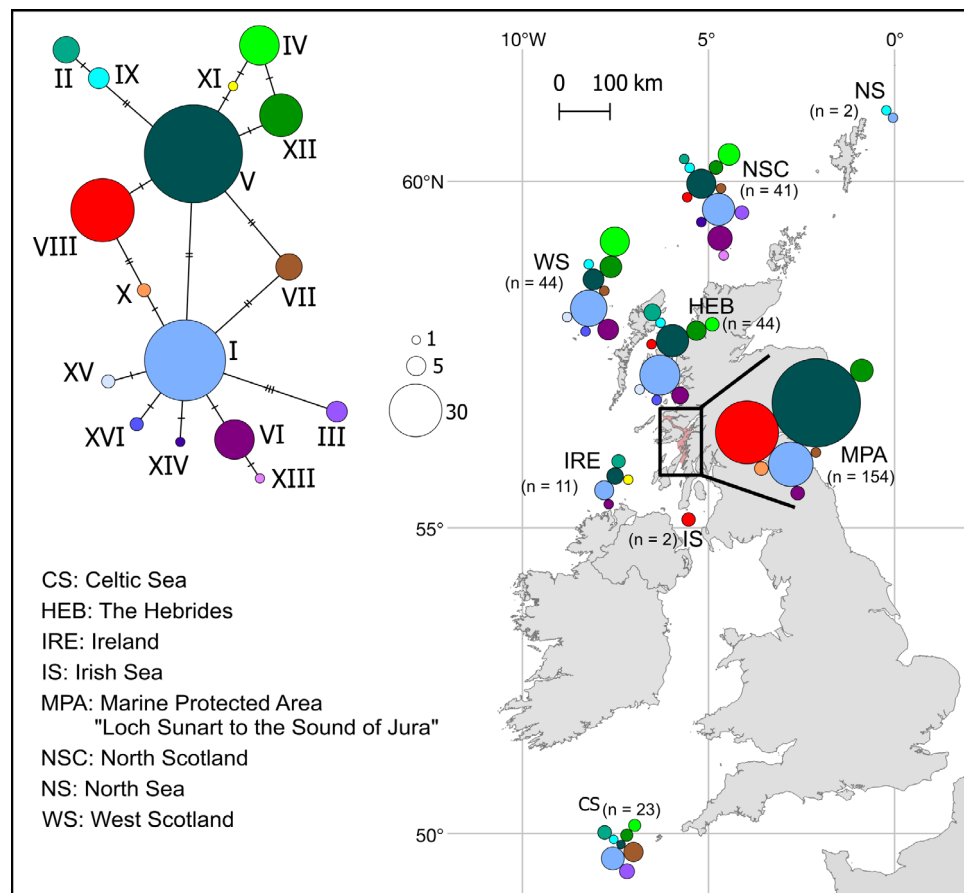 10°W
5°
0°
0 100 km
NS
(n = 2)
60°N
NSC
(n = 41)
WS
(n = 44)
HEB
(n = 44)
MPA
(n = 154)
IRE
(n = 11)
55°
(n = 2) IS
50°
CS (n = 23)
II
IX
XI
IV
XII
V
VIII
X
VII
I
XV
XVI
XIV
VI
XIII
III
1
5
30
CS: Celtic Sea
HEB: The Hebrides
IRE: Ireland
IS: Irish Sea
MPA: Marine Protected Area
"Loch Sunart to the Sound of Jura"
NSC: North Scotland
NS: North Sea
WS: West Scotland